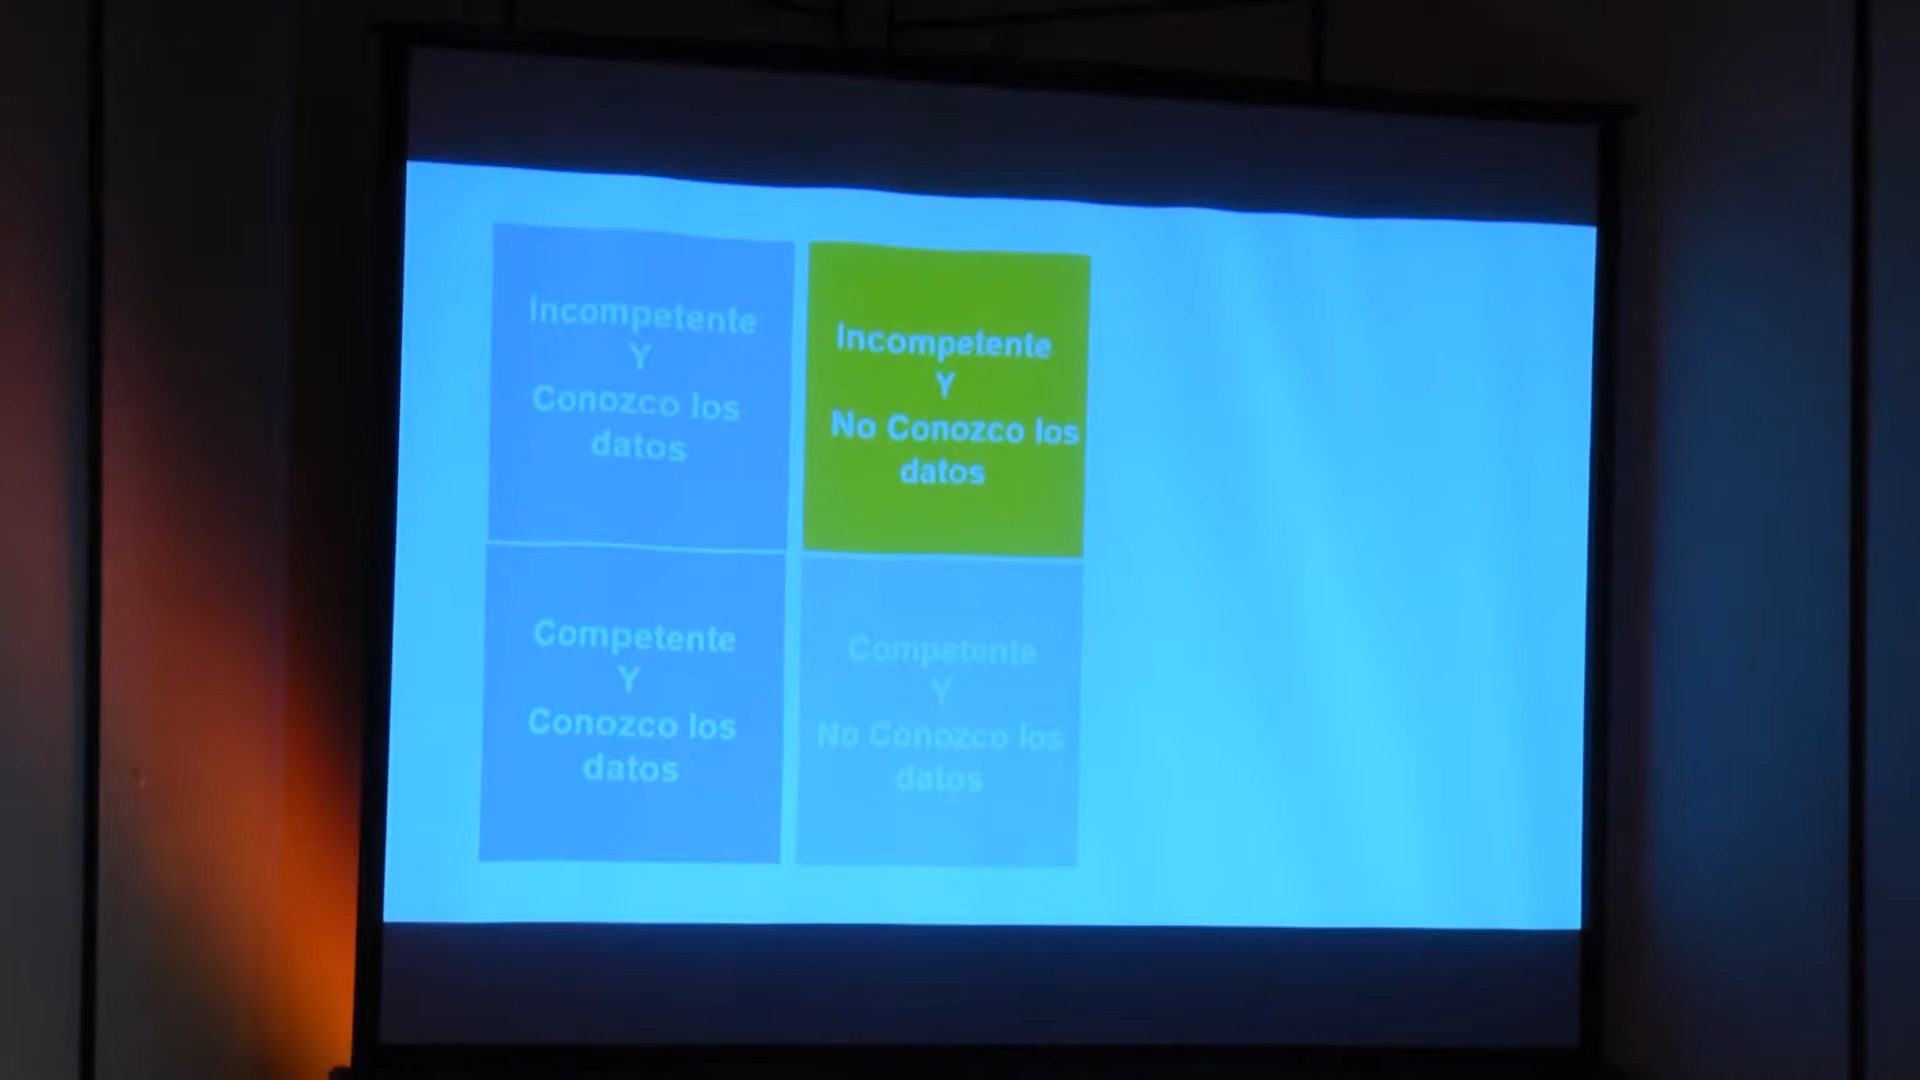 Incompetente
Y
Conozco los
datos
Incompetente
Y
No Conozco los
datos
Competente
Y
Conozco los
datos
Competente
Y
No Conozco los
datos